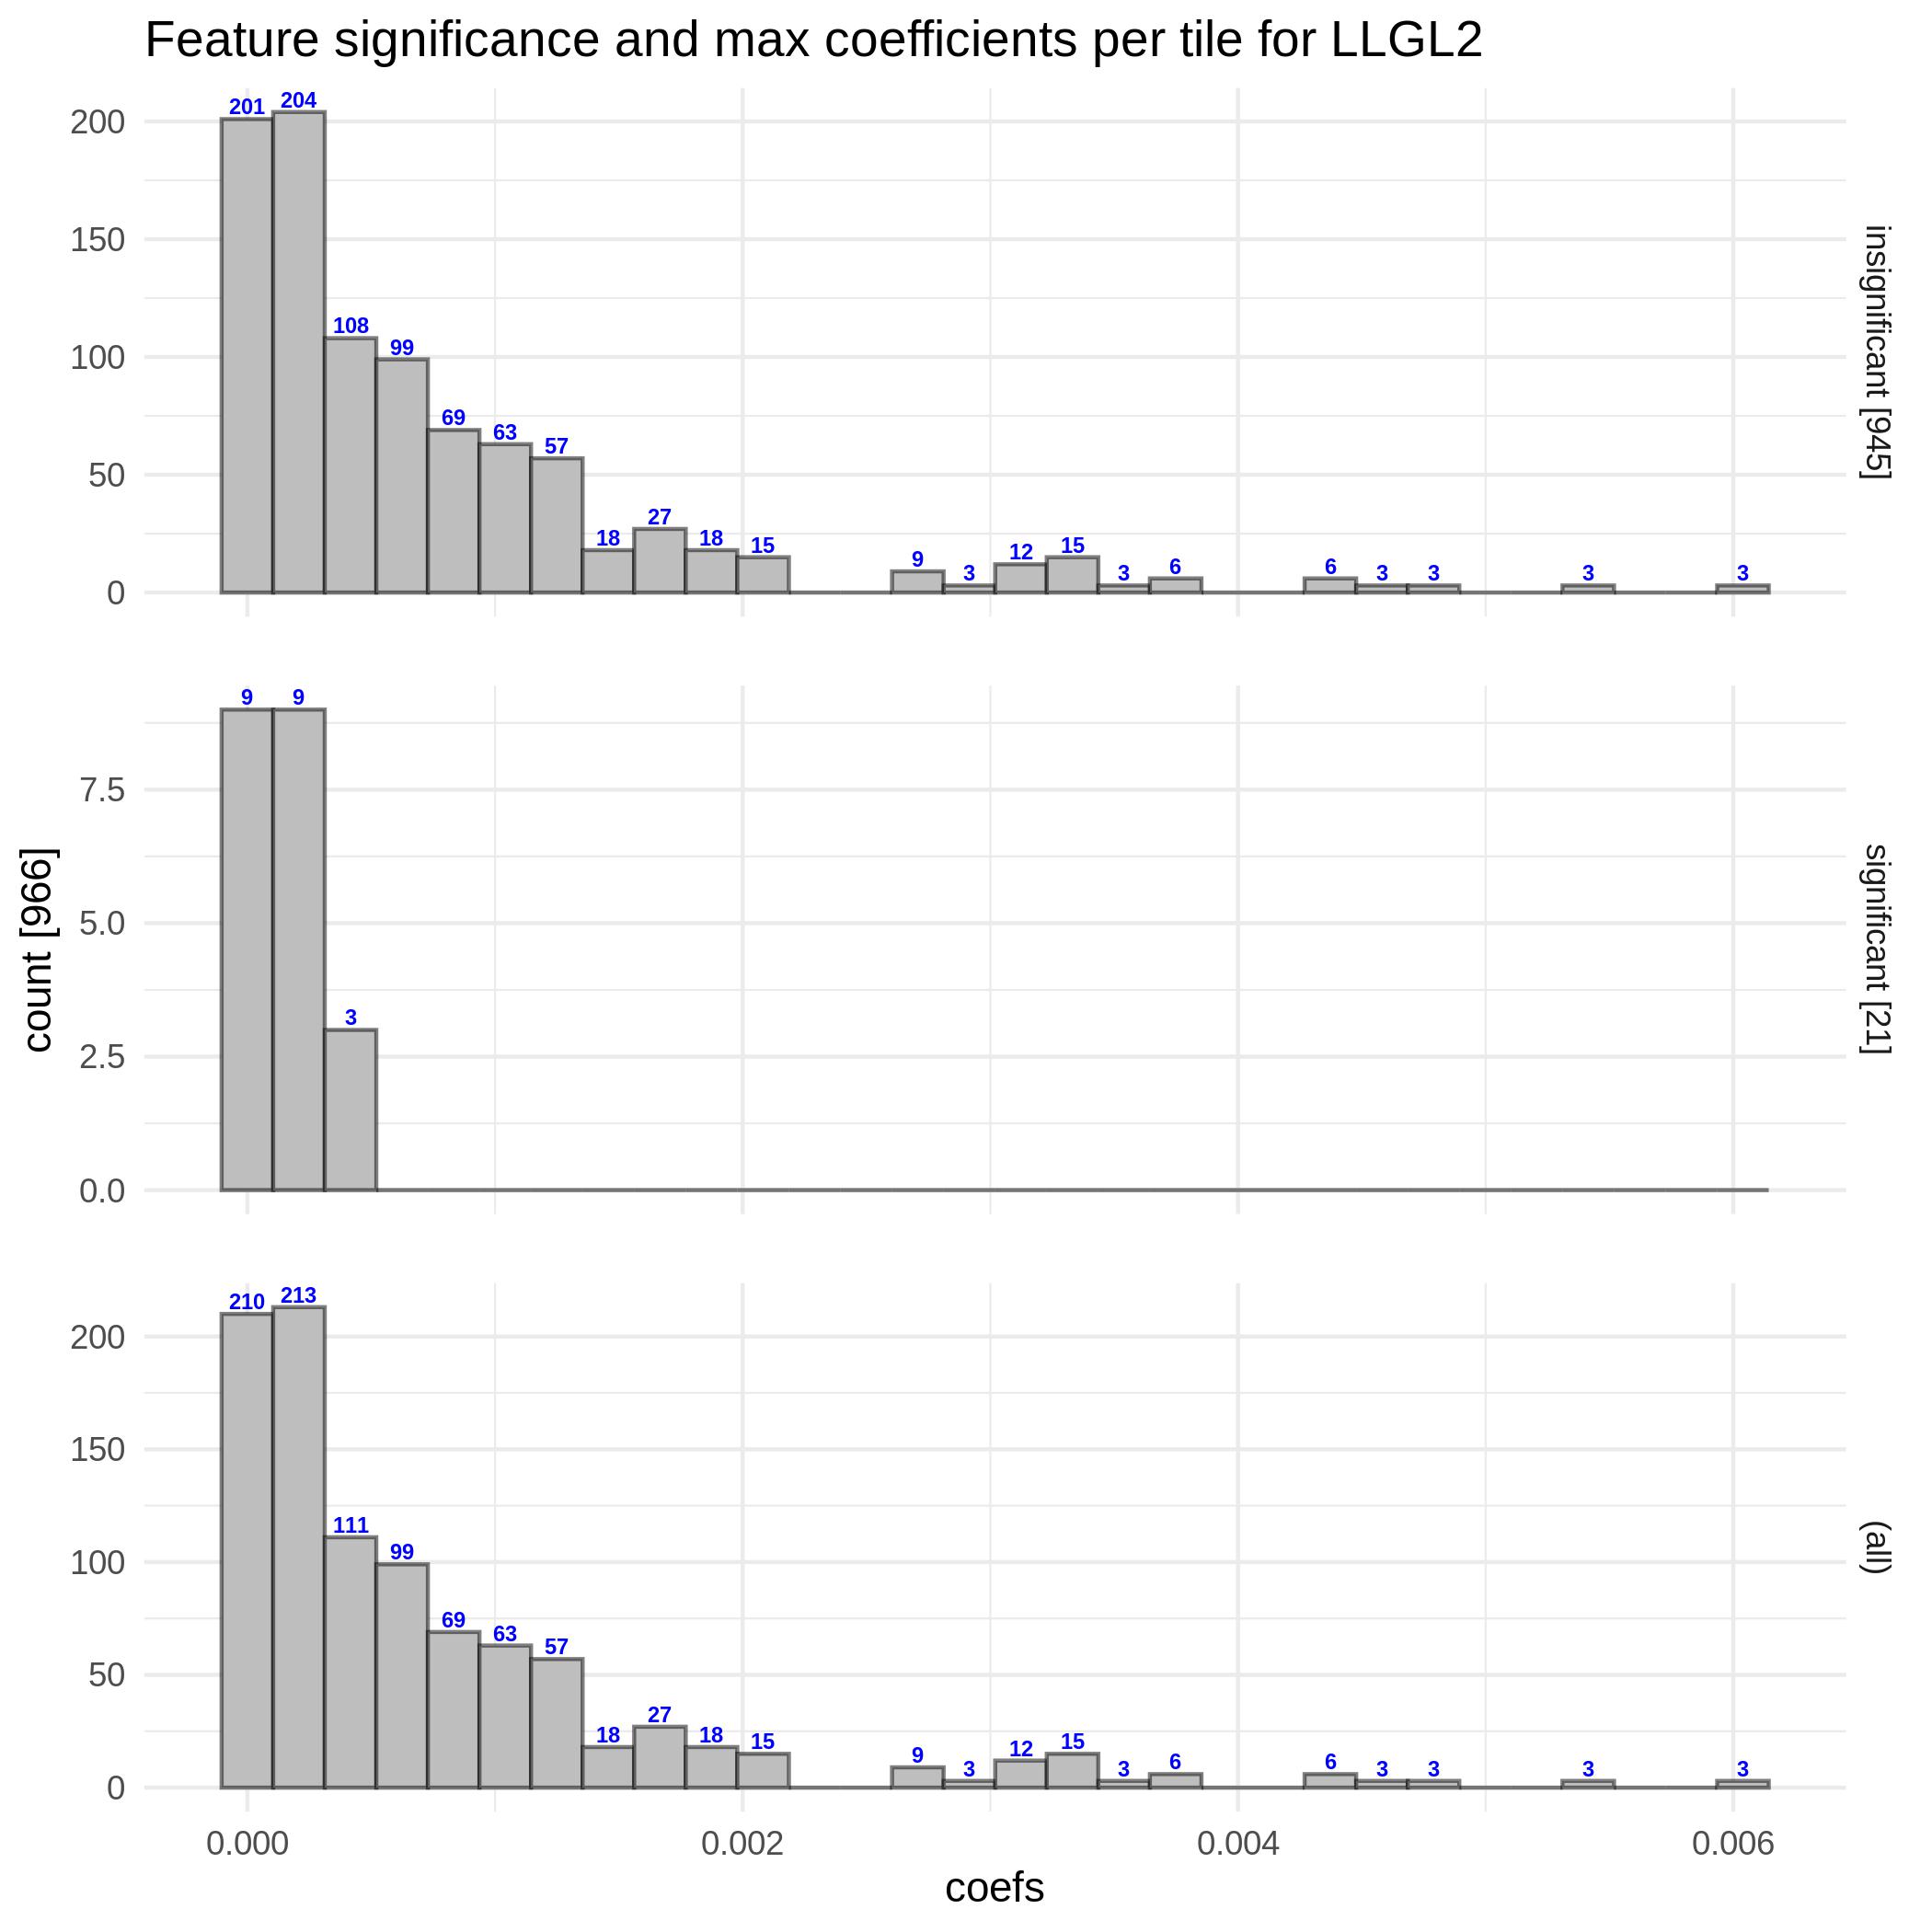 Feature significance and max coefficients per tile for LLGL2
200
150
100
50
0
201 204 108 99 69 63 57 18 27 18 15 9 3 12 15 3 6 6 3 3 3 3
insignificant [945]
count [966]
7.5
5.0
2.5
0.0
9 9 3
significant [21]
200
150
100
50
0
210 213 111 99 69 63 57 18 27 18 15 9 3 12 15 3 6 6 3 3 3 3
(all)
0.000 0.002 0.004 0.006
coefs